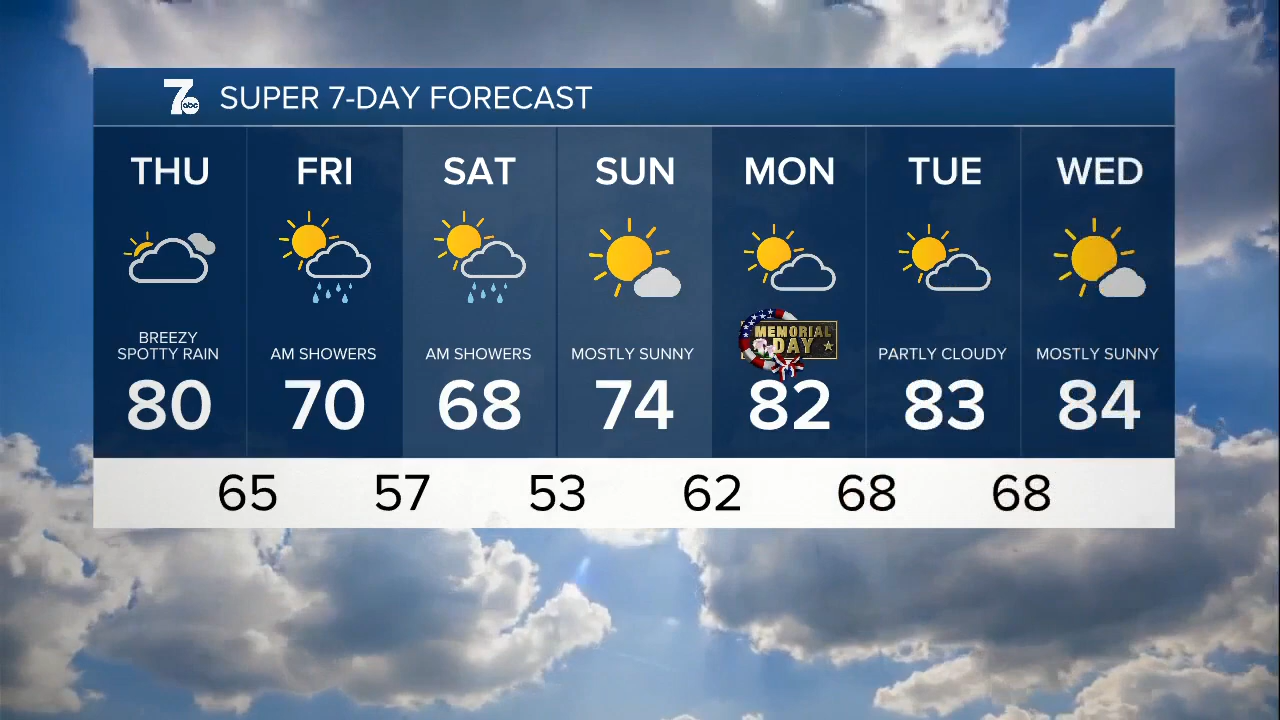 7 abc SUPER 7-DAY FORECAST
THU FRI SAT SUN MON TUE WED
MEMORIAL DAY
BREEZY
SPOTTY RAIN AM SHOWERS AM SHOWERS MOSTLY SUNNY PARTLY CLOUDY MOSTLY SUNNY
80 70 68 74 82 83 84
65 57 53 62 68 68